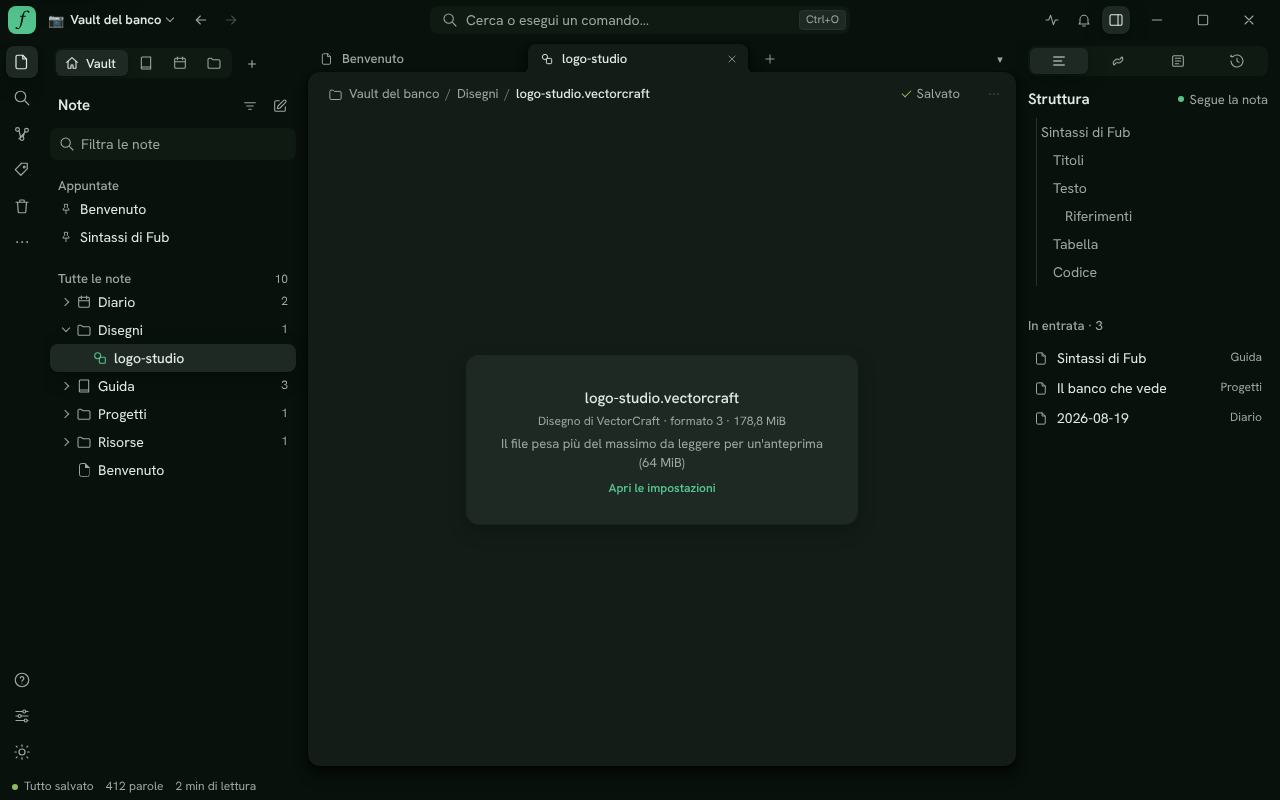 f
Vault del banco
Cerca o esegui un comando...
Ctrl+O
Vault
Benvenuto
logo-studio
Note
Vault del banco / Disegni / logo-studio.vectorcraft
Salvato
Struttura
Segue la nota
Filtra le note
Appuntate
Benvenuto
Sintassi di Fub
Tutte le note
10
Diario
2
Disegni
1
logo-studio
Guida
3
Progetti
1
Risorse
1
Benvenuto
logo-studio.vectorcraft
Disegno di VectorCraft · formato 3 · 178,8 MiB
Il file pesa più del massimo da leggere per un'anteprima
(64 MiB)
Apri le impostazioni
Sintassi di Fub
Titoli
Testo
Riferimenti
Tabella
Codice
In entrata · 3
Sintassi di Fub
Guida
Il banco che vede
Progetti
2026-08-19
Diario
Tutto salvato
412 parole
2 min di lettura